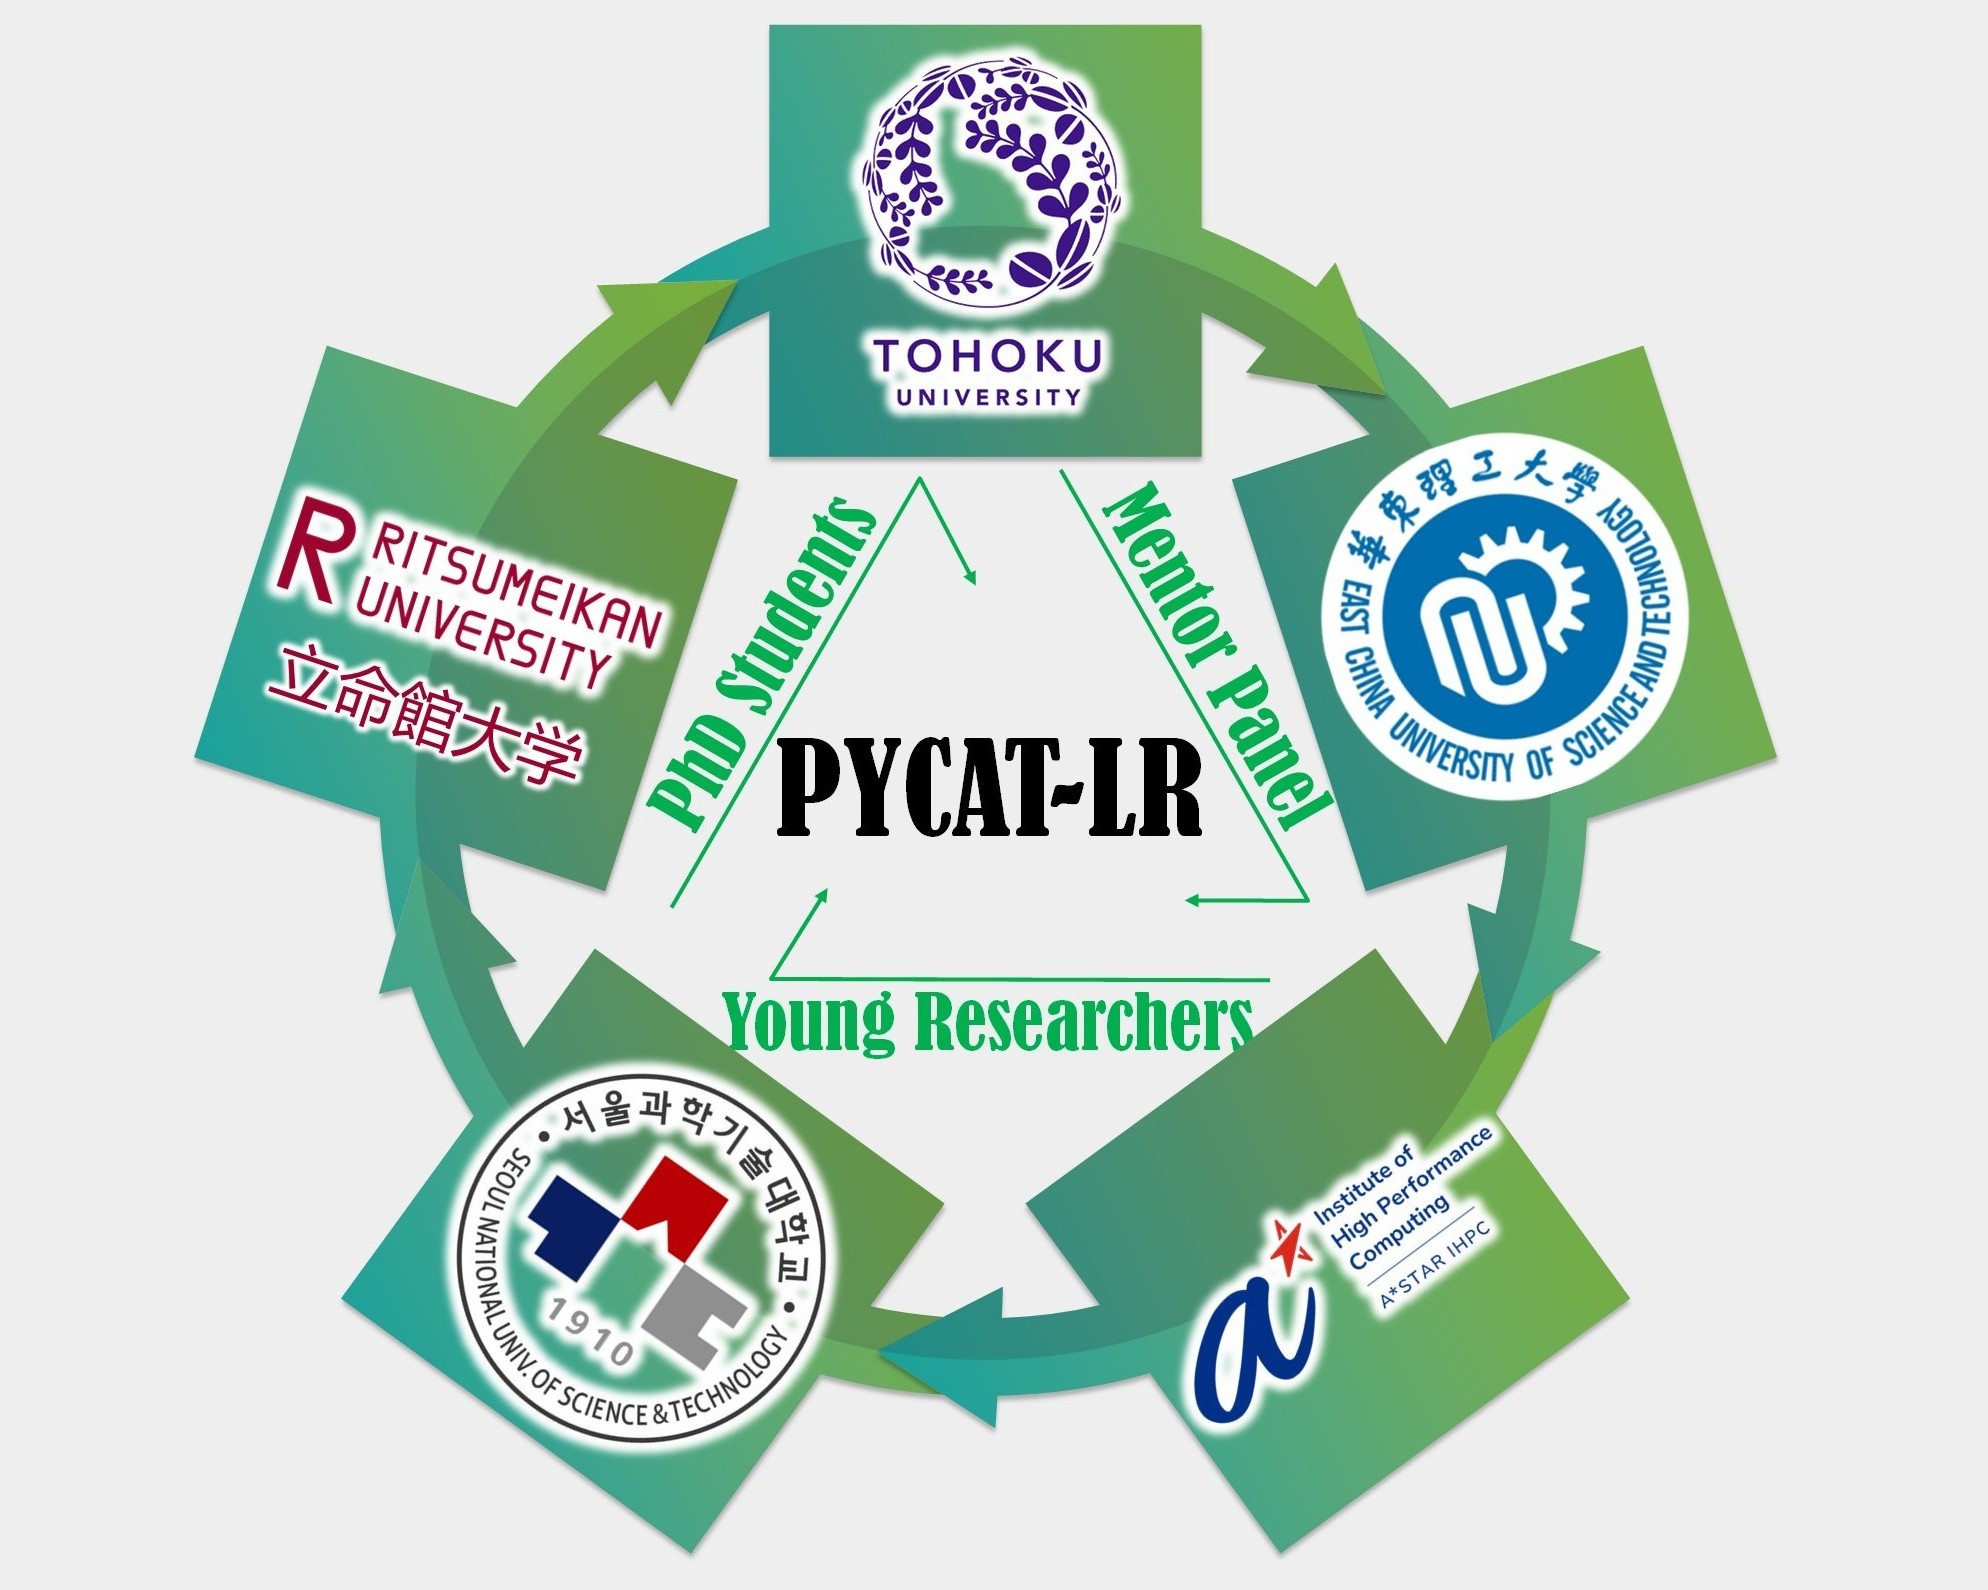 TOHOKU
UNIVERSITY
R RITSUMEIKAN
UNIVERSITY
立命館大学
華東理工大學
EAST CHINA UNIVERSITY OF SCIENCE AND TECHNOLOGY
PhD Students
Mentor Panel
PYCAT-LR
Young Researchers
• 서울과학기술대학교 •
SEOUL NATIONAL UNIV. OF SCIENCE & TECHNOLOGY
1910
Institute of
High Performance
Computing
A*STAR IHPC
a